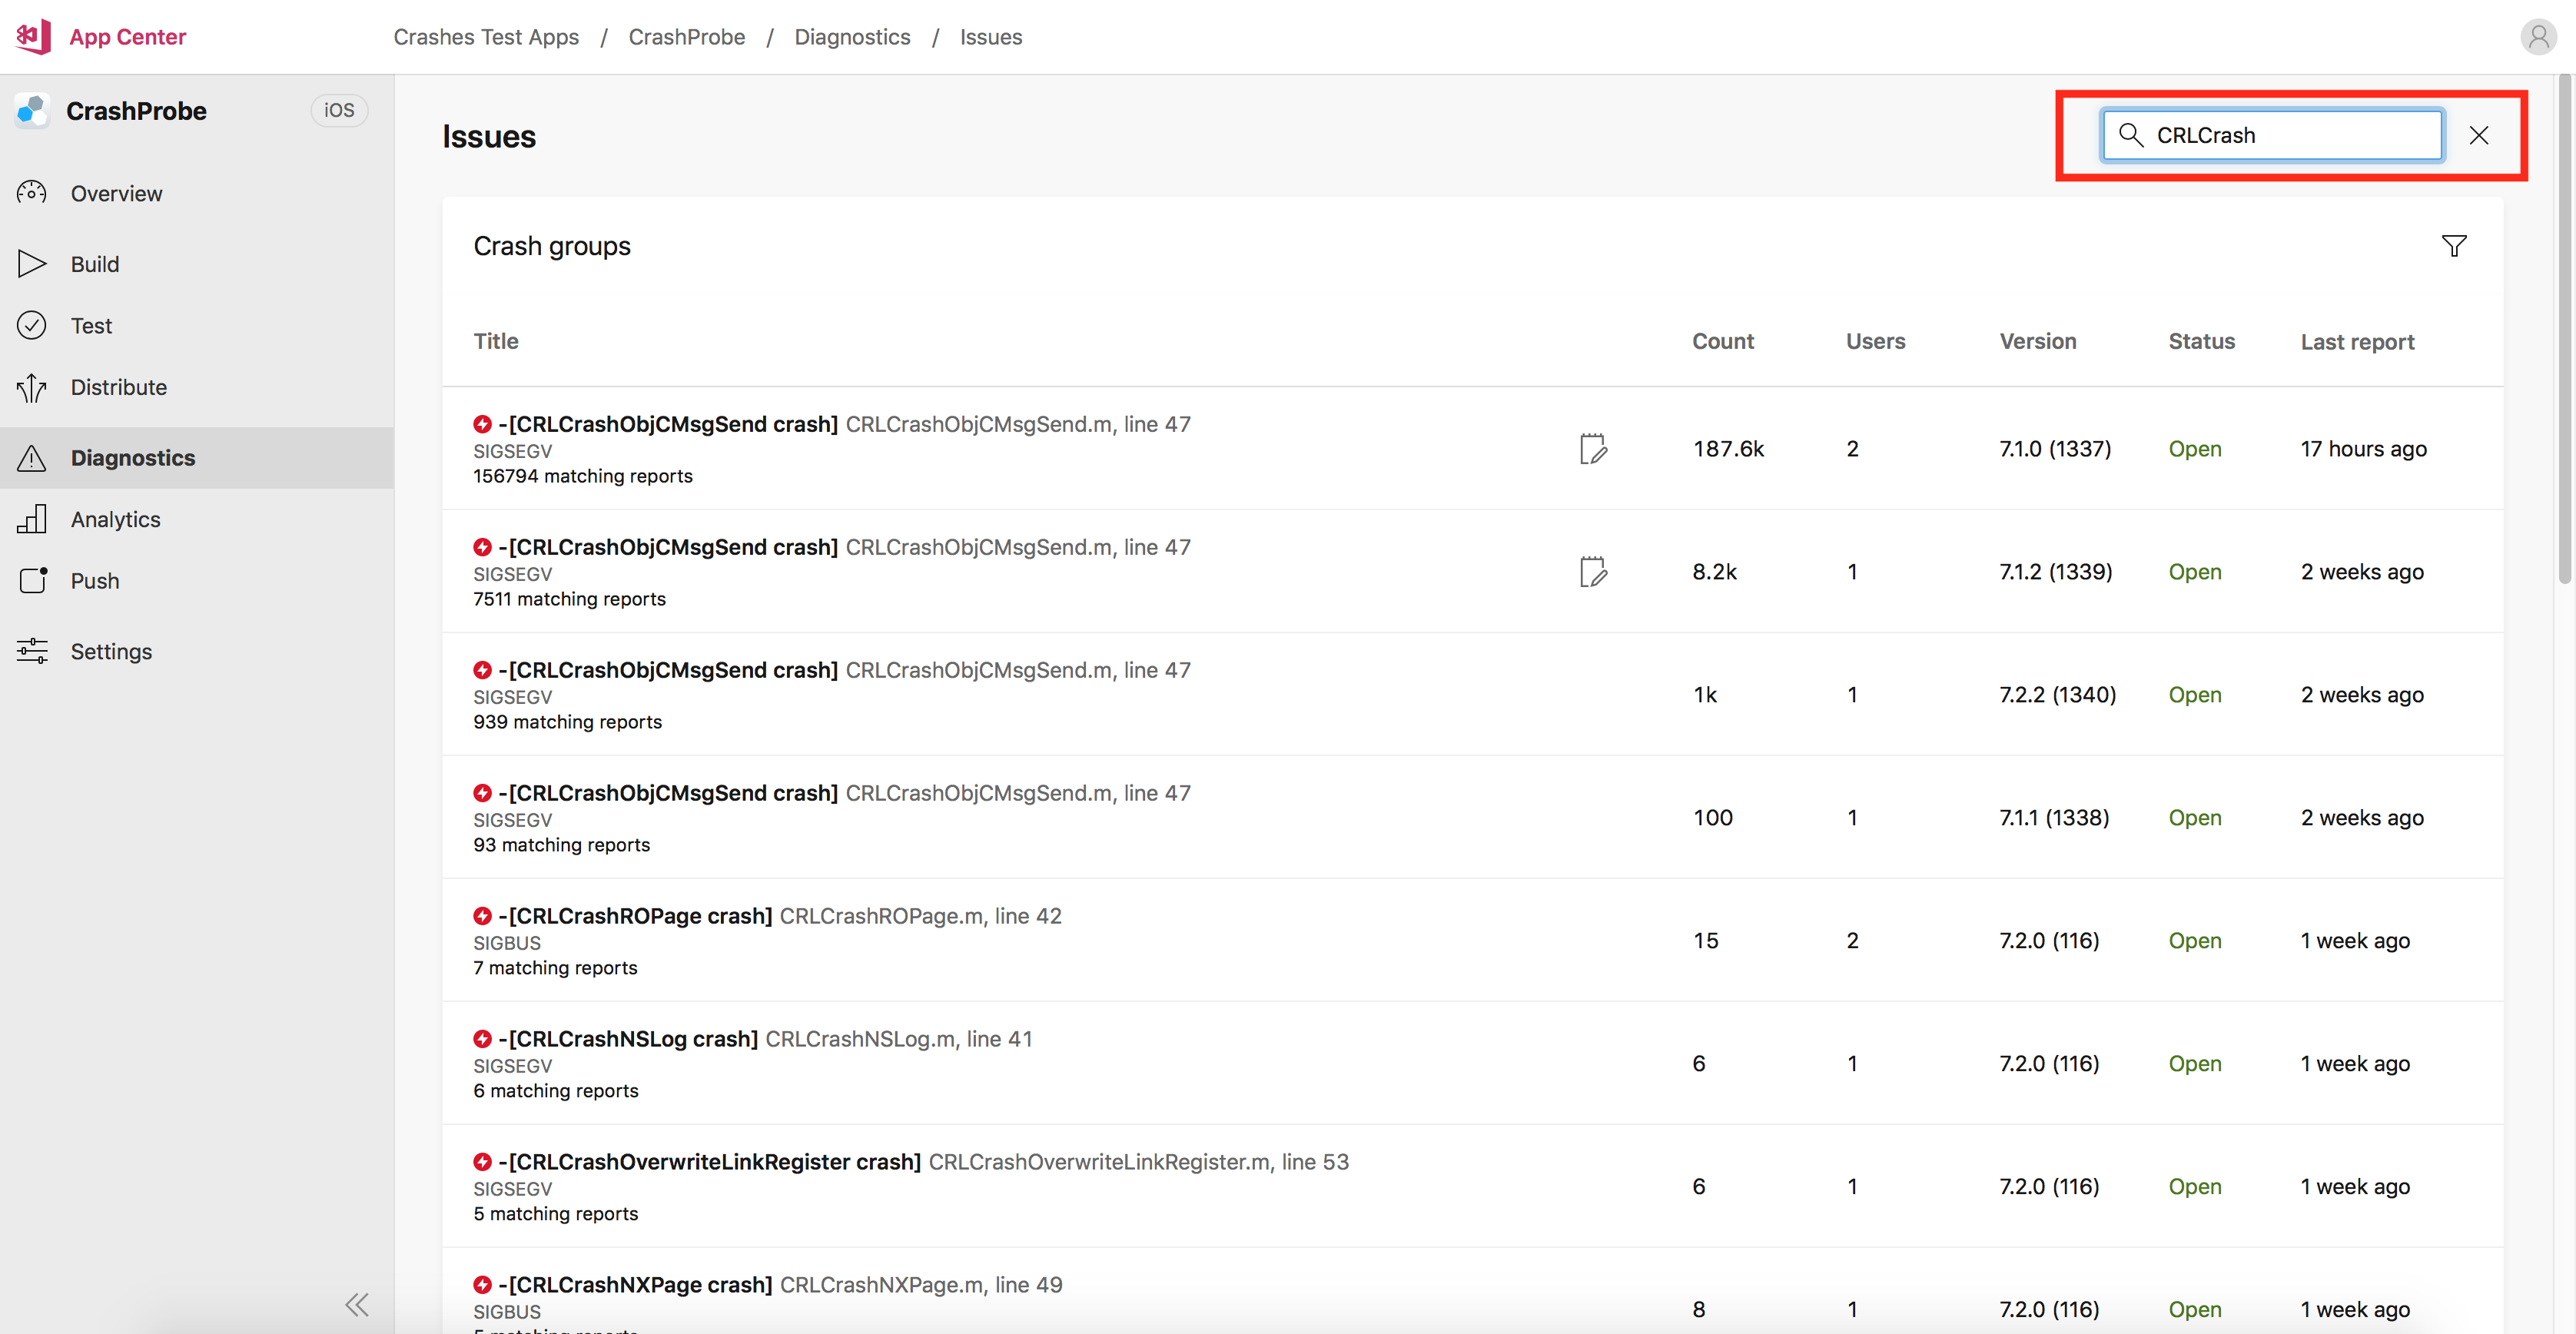 App Center
Crashes Test Apps / CrashProbe / Diagnostics / Issues
CrashProbe iOS
Overview
Build
Test
Distribute
Diagnostics
Analytics
Push
Settings
Issues
CRLCrash
Crash groups
Title Count Users Version Status Last report
-[CRLCrashObjCMsgSend crash] CRLCrashObjCMsgSend.m, line 47
SIGSEGV
156794 matching reports
187.6k 2 7.1.0 (1337) Open 17 hours ago
-[CRLCrashObjCMsgSend crash] CRLCrashObjCMsgSend.m, line 47
SIGSEGV
7511 matching reports
8.2k 1 7.1.2 (1339) Open 2 weeks ago
-[CRLCrashObjCMsgSend crash] CRLCrashObjCMsgSend.m, line 47
SIGSEGV
939 matching reports
1k 1 7.2.2 (1340) Open 2 weeks ago
-[CRLCrashObjCMsgSend crash] CRLCrashObjCMsgSend.m, line 47
SIGSEGV
93 matching reports
100 1 7.1.1 (1338) Open 2 weeks ago
-[CRLCrashROPage crash] CRLCrashROPage.m, line 42
SIGBUS
7 matching reports
15 2 7.2.0 (116) Open 1 week ago
-[CRLCrashNSLog crash] CRLCrashNSLog.m, line 41
SIGSEGV
6 matching reports
6 1 7.2.0 (116) Open 1 week ago
-[CRLCrashOverwriteLinkRegister crash] CRLCrashOverwriteLinkRegister.m, line 53
SIGSEGV
5 matching reports
6 1 7.2.0 (116) Open 1 week ago
-[CRLCrashNXPage crash] CRLCrashNXPage.m, line 49
SIGBUS
8 1 7.2.0 (116) Open 1 week ago